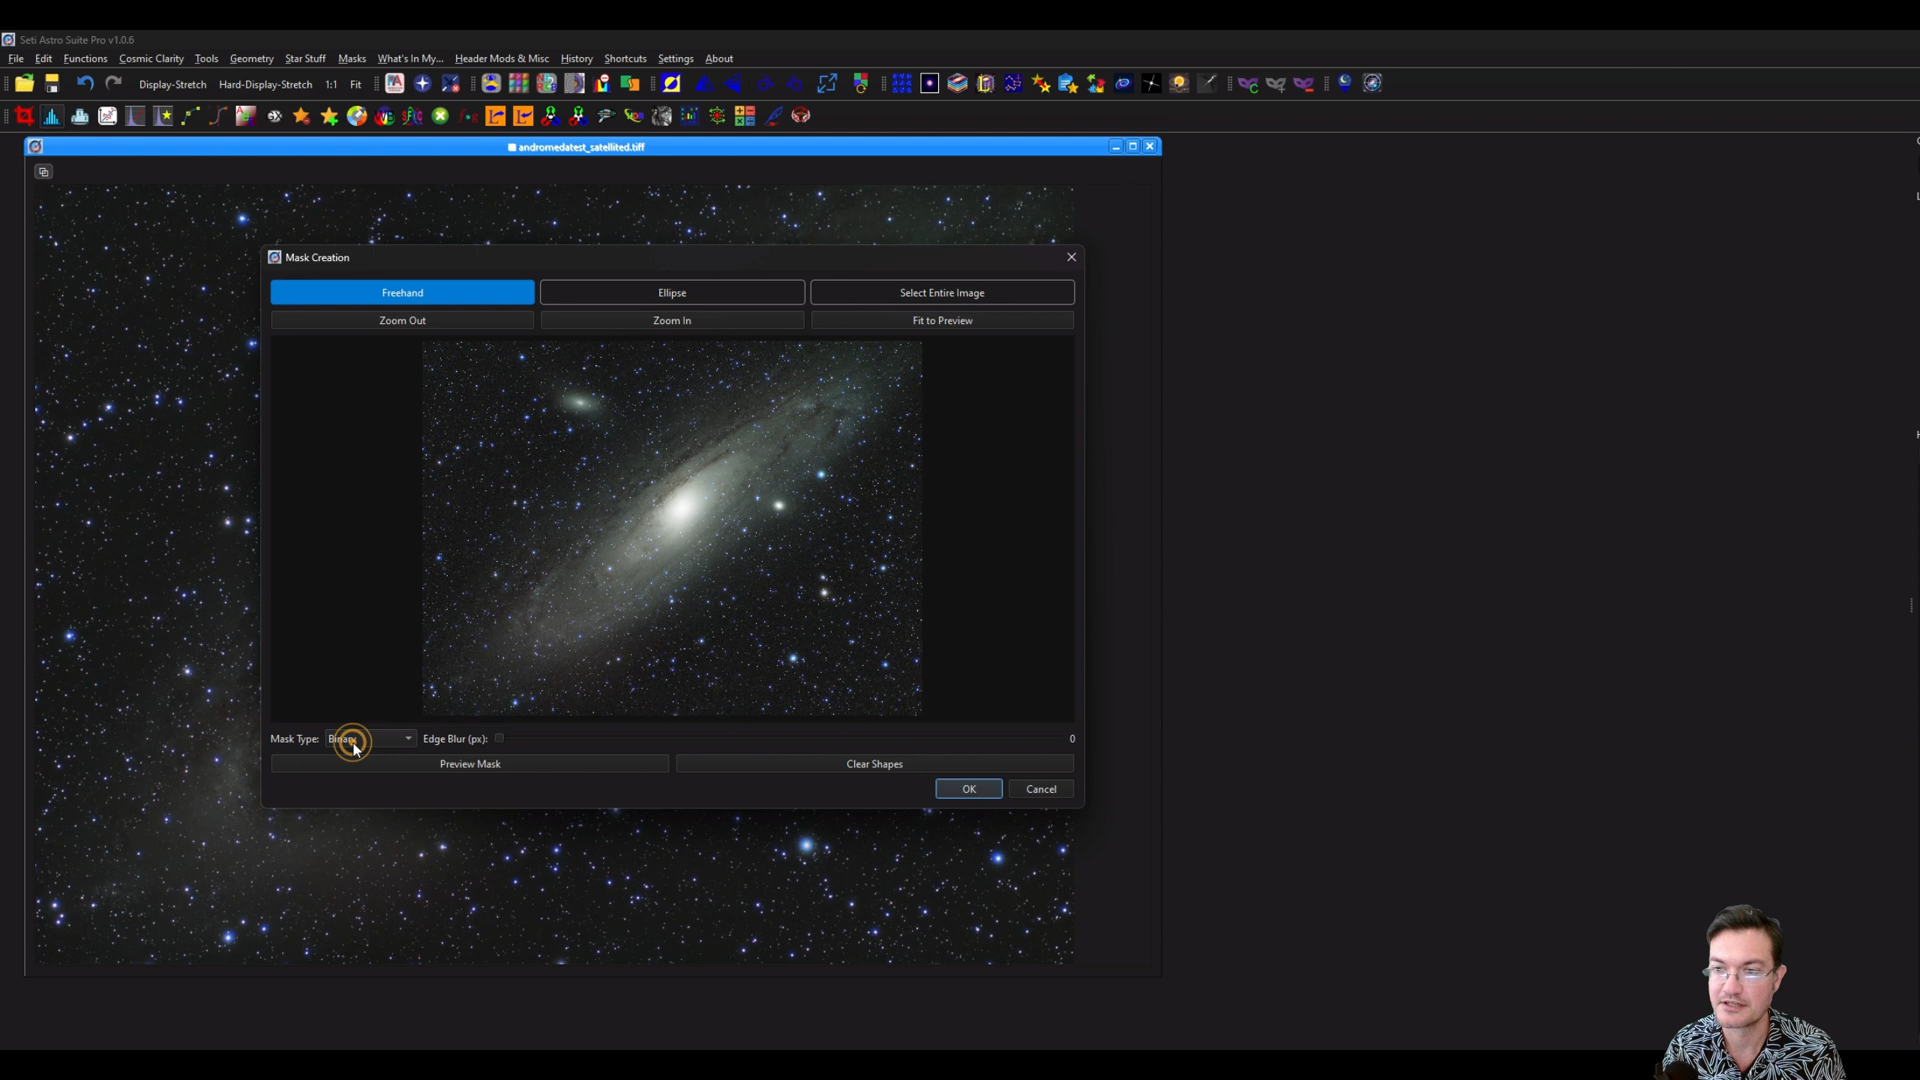 Seti Astro Suite Pro v1.0.6
File Edit Functions Cosmic Clarity Tools Geometry Star Stuff Masks What's In My... Header Mods & Misc History Shortcuts Settings About
Display-Stretch Hard-Display-Stretch 1:1 Fit
andromedatest_satellited.tiff
Mask Creation
Freehand Ellipse Select Entire Image
Zoom Out Zoom In Fit to Preview
Mask Type: Binary Edge Blur (px): 0
Preview Mask Clear Shapes
OK Cancel